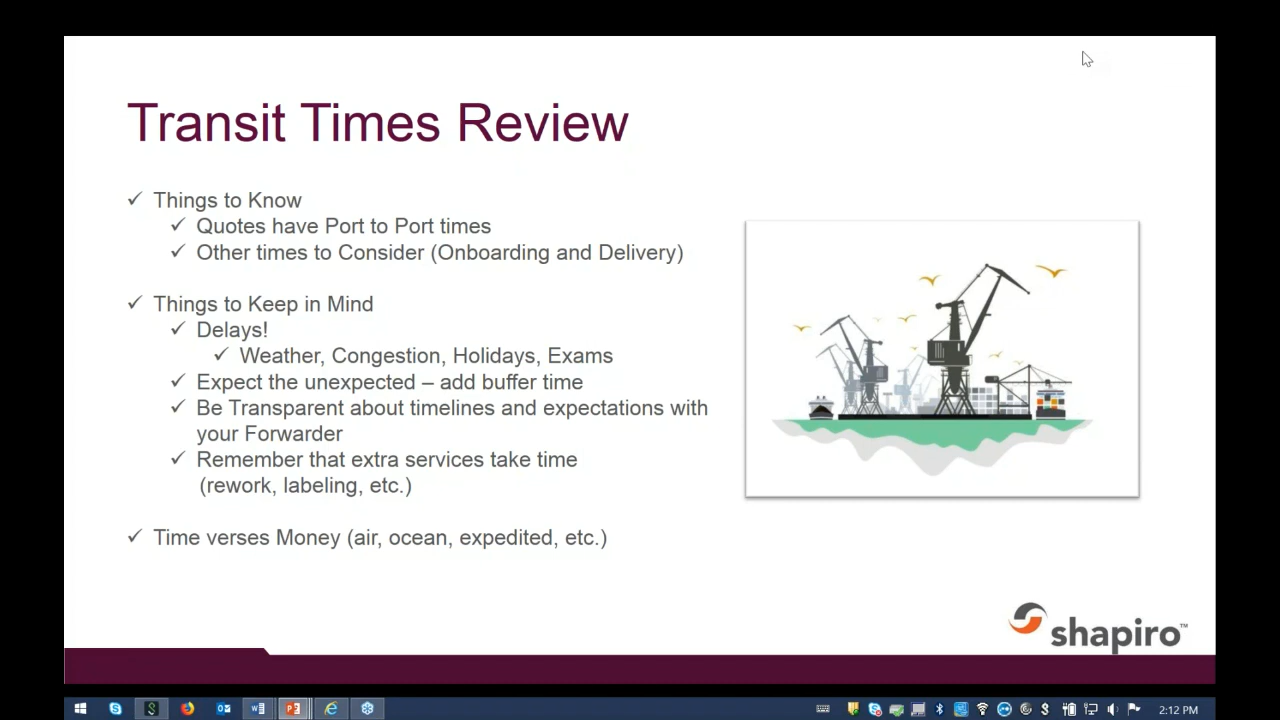 Transit Times Review
Things to Know
Quotes have Port to Port times
Other times to Consider (Onboarding and Delivery)
Things to Keep in Mind
Delays!
Weather, Congestion, Holidays, Exams
Expect the unexpected – add buffer time
Be Transparent about timelines and expectations with
your Forwarder
Remember that extra services take time
(rework, labeling, etc.)
Time verses Money (air, ocean, expedited, etc.)
shapiro™
2:12 PM